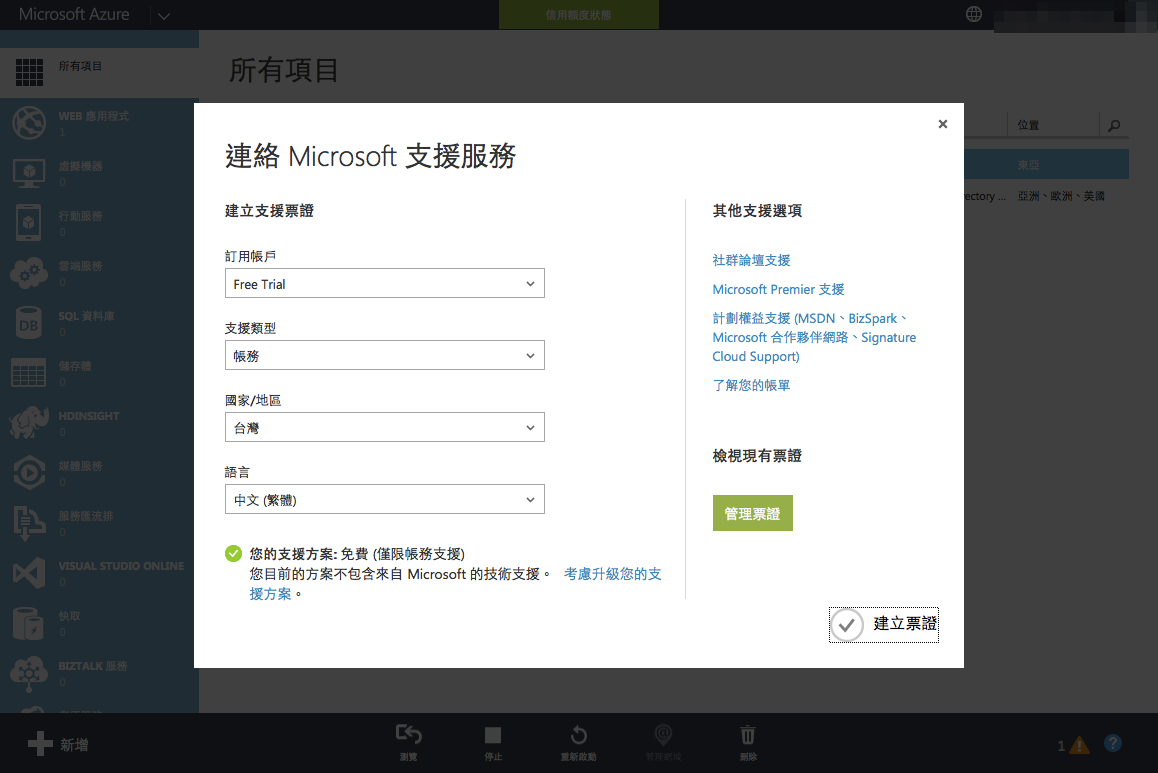 Microsoft Azure
信用額度狀態
所有項目
所有項目
WEB 應用程式
1
虛擬機器
0
行動服務
0
雲端服務
0
SQL 資料庫
0
儲存體
0
HDINSIGHT
0
媒體服務
0
服務匯流排
0
VISUAL STUDIO ONLINE
0
快取
0
BIZTALK 服務
0
位置
東亞
rectory ...
亞洲、歐洲、美國
連絡 Microsoft 支援服務
建立支援票證
訂用帳戶
Free Trial
支援類型
帳務
國家/地區
台灣
語言
中文 (繁體)
您的支援方案: 免費 (僅限帳務支援)
您目前的方案不包含來自 Microsoft 的技術支援。 考慮升級您的支
援方案。
其他支援選項
社群論壇支援
Microsoft Premier 支援
計劃權益支援 (MSDN、BizSpark、
Microsoft 合作夥伴網路、Signature
Cloud Support)
了解您的帳單
檢視現有票證
管理票證
建立票證
新增
瀏覽
停止
重新啟動
管理網域
刪除
1